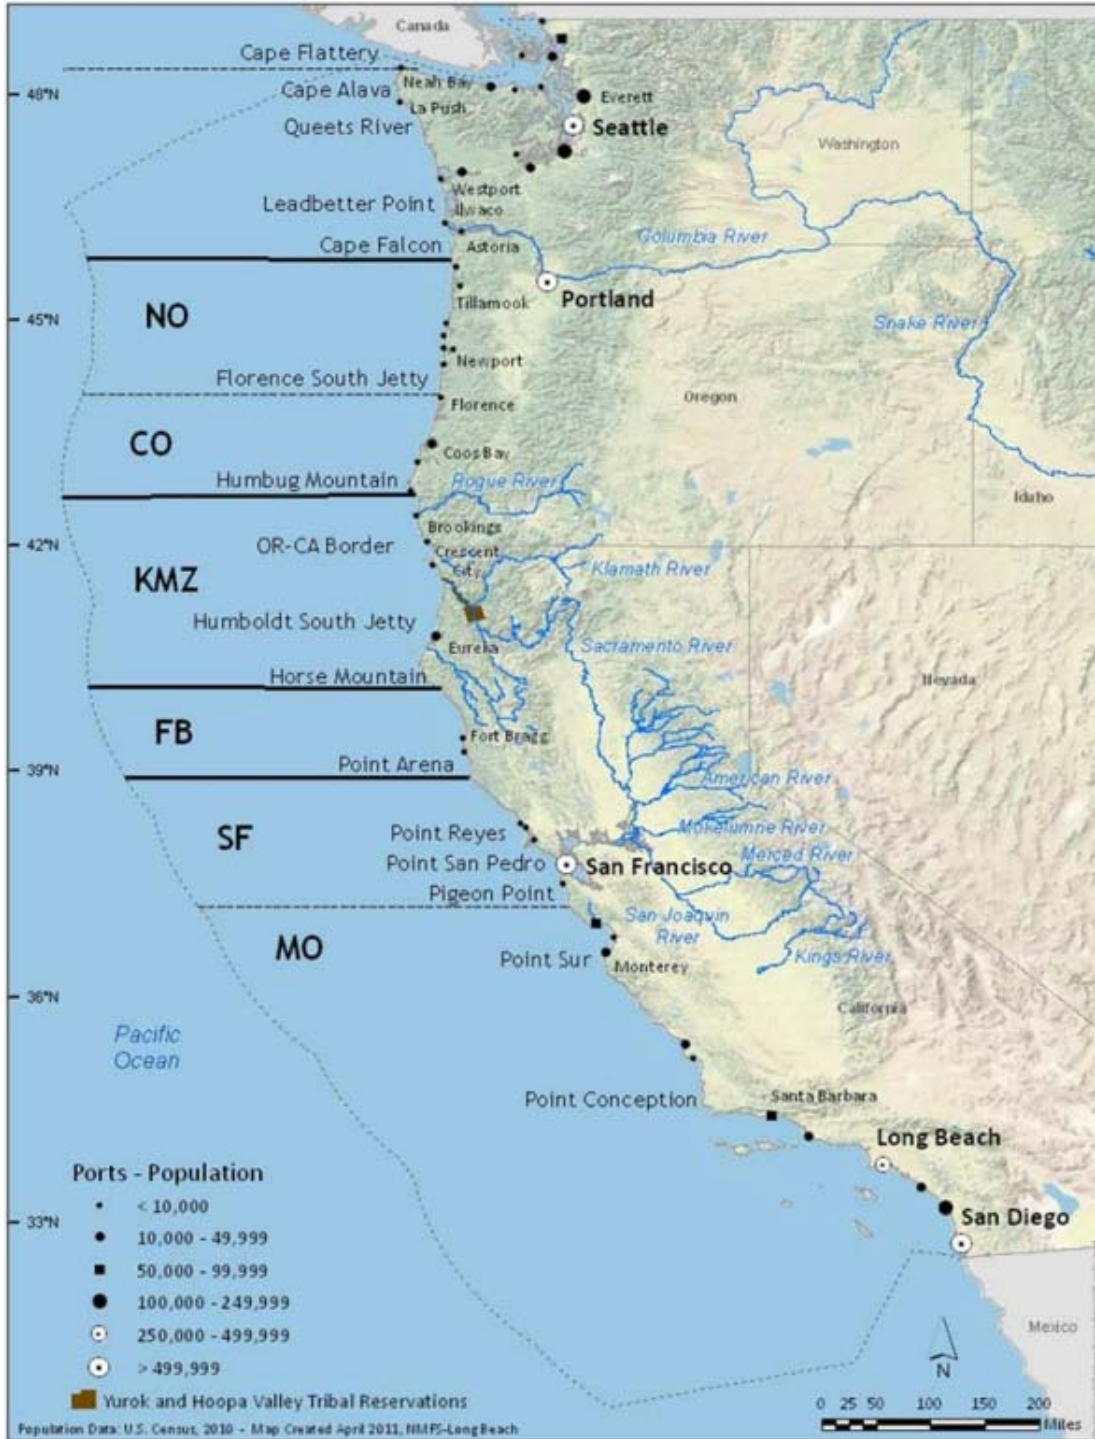 Canada
Cape Flattery
Neah Bay
48°N
Cape Alava
La Push
Everett
Queets River
Seattle
Washington
Westport
Leadbetter Point
Ilwaco
Columbia River
Cape Falcon
Astoria
Portland
NO
Tillamook
45°N
Snake River
Newport
Florence South Jetty
Florence
Oregon
CO
Coos Bay
Humbug Mountain
Rogue River
Idaho
Brookings
42°N
OR-CA Border
Crescent
City
Klamath River
KMZ
Humboldt South Jetty
Eureka
Sacramento River
Horse Mountain
Nevada
FB
Fort Bragg
Point Arena
39°N
American River
SF
Point Reyes
Mokelumne River
Point San Pedro
San Francisco
Merced River
Pigeon Point
San Joaquin
River
MO
Point Sur
Monterey
Kings River
36°N
California
Pacific
Ocean
Point Conception
Santa Barbara
Long Beach
Ports - Population
< 10,000
33°N
10,000 - 49,999
San Diego
50,000 - 99,999
100,000 - 249,999
250,000 - 499,999
Mexico
> 499,999
N
Yurok and Hoopa Valley Tribal Reservations
0 25 50 100 150 200
Miles
Population Data: U.S. Census, 2010 - Map Created April 2011, NMFS-Long Beach